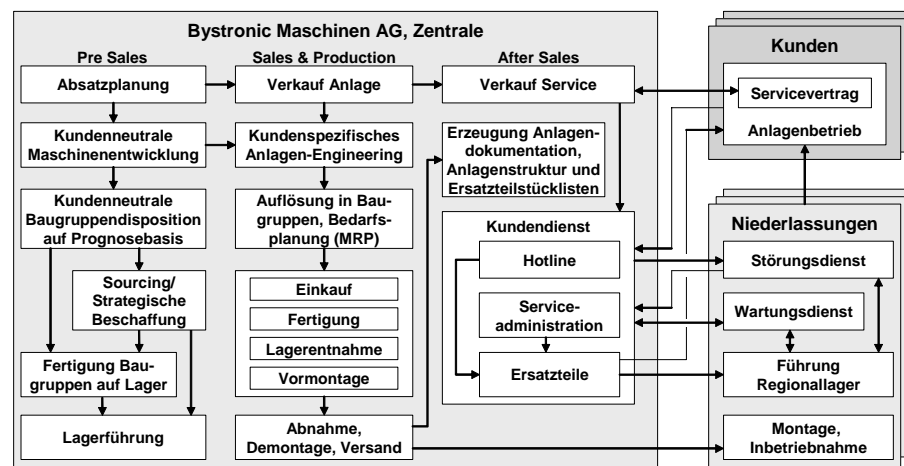 Bystronic Maschinen AG, Zentrale
Pre Sales
Absatzplanung
Kundenneutrale
Maschinenentwicklung
Kundenneutrale
Baugruppendisposition
auf Prognosebasis
Sourcing/
Strategische
Beschaffung
Fertigung Bau-
gruppen auf Lager
Lagerführung
Sales & Production
Verkauf Anlage
Kundenspezifisches
Anlagen-Engineering
Auflösung in Bau-
gruppen, Bedarfs-
planung (MRP)
Einkauf
Fertigung
Lagerentnahme
Vormontage
Abnahme,
Demontage, Versand
After Sales
Verkauf Service
Erzeugung Anlagen-
dokumentation,
Anlagenstruktur und
Ersatzteilstücklisten
Kundendienst
Hotline
Service-
administration
Ersatzteile
Kunden
Servicevertrag
Anlagenbetrieb
Niederlassungen
Störungsdienst
Wartungsdienst
Führung
Regionallager
Montage,
Inbetriebnahme